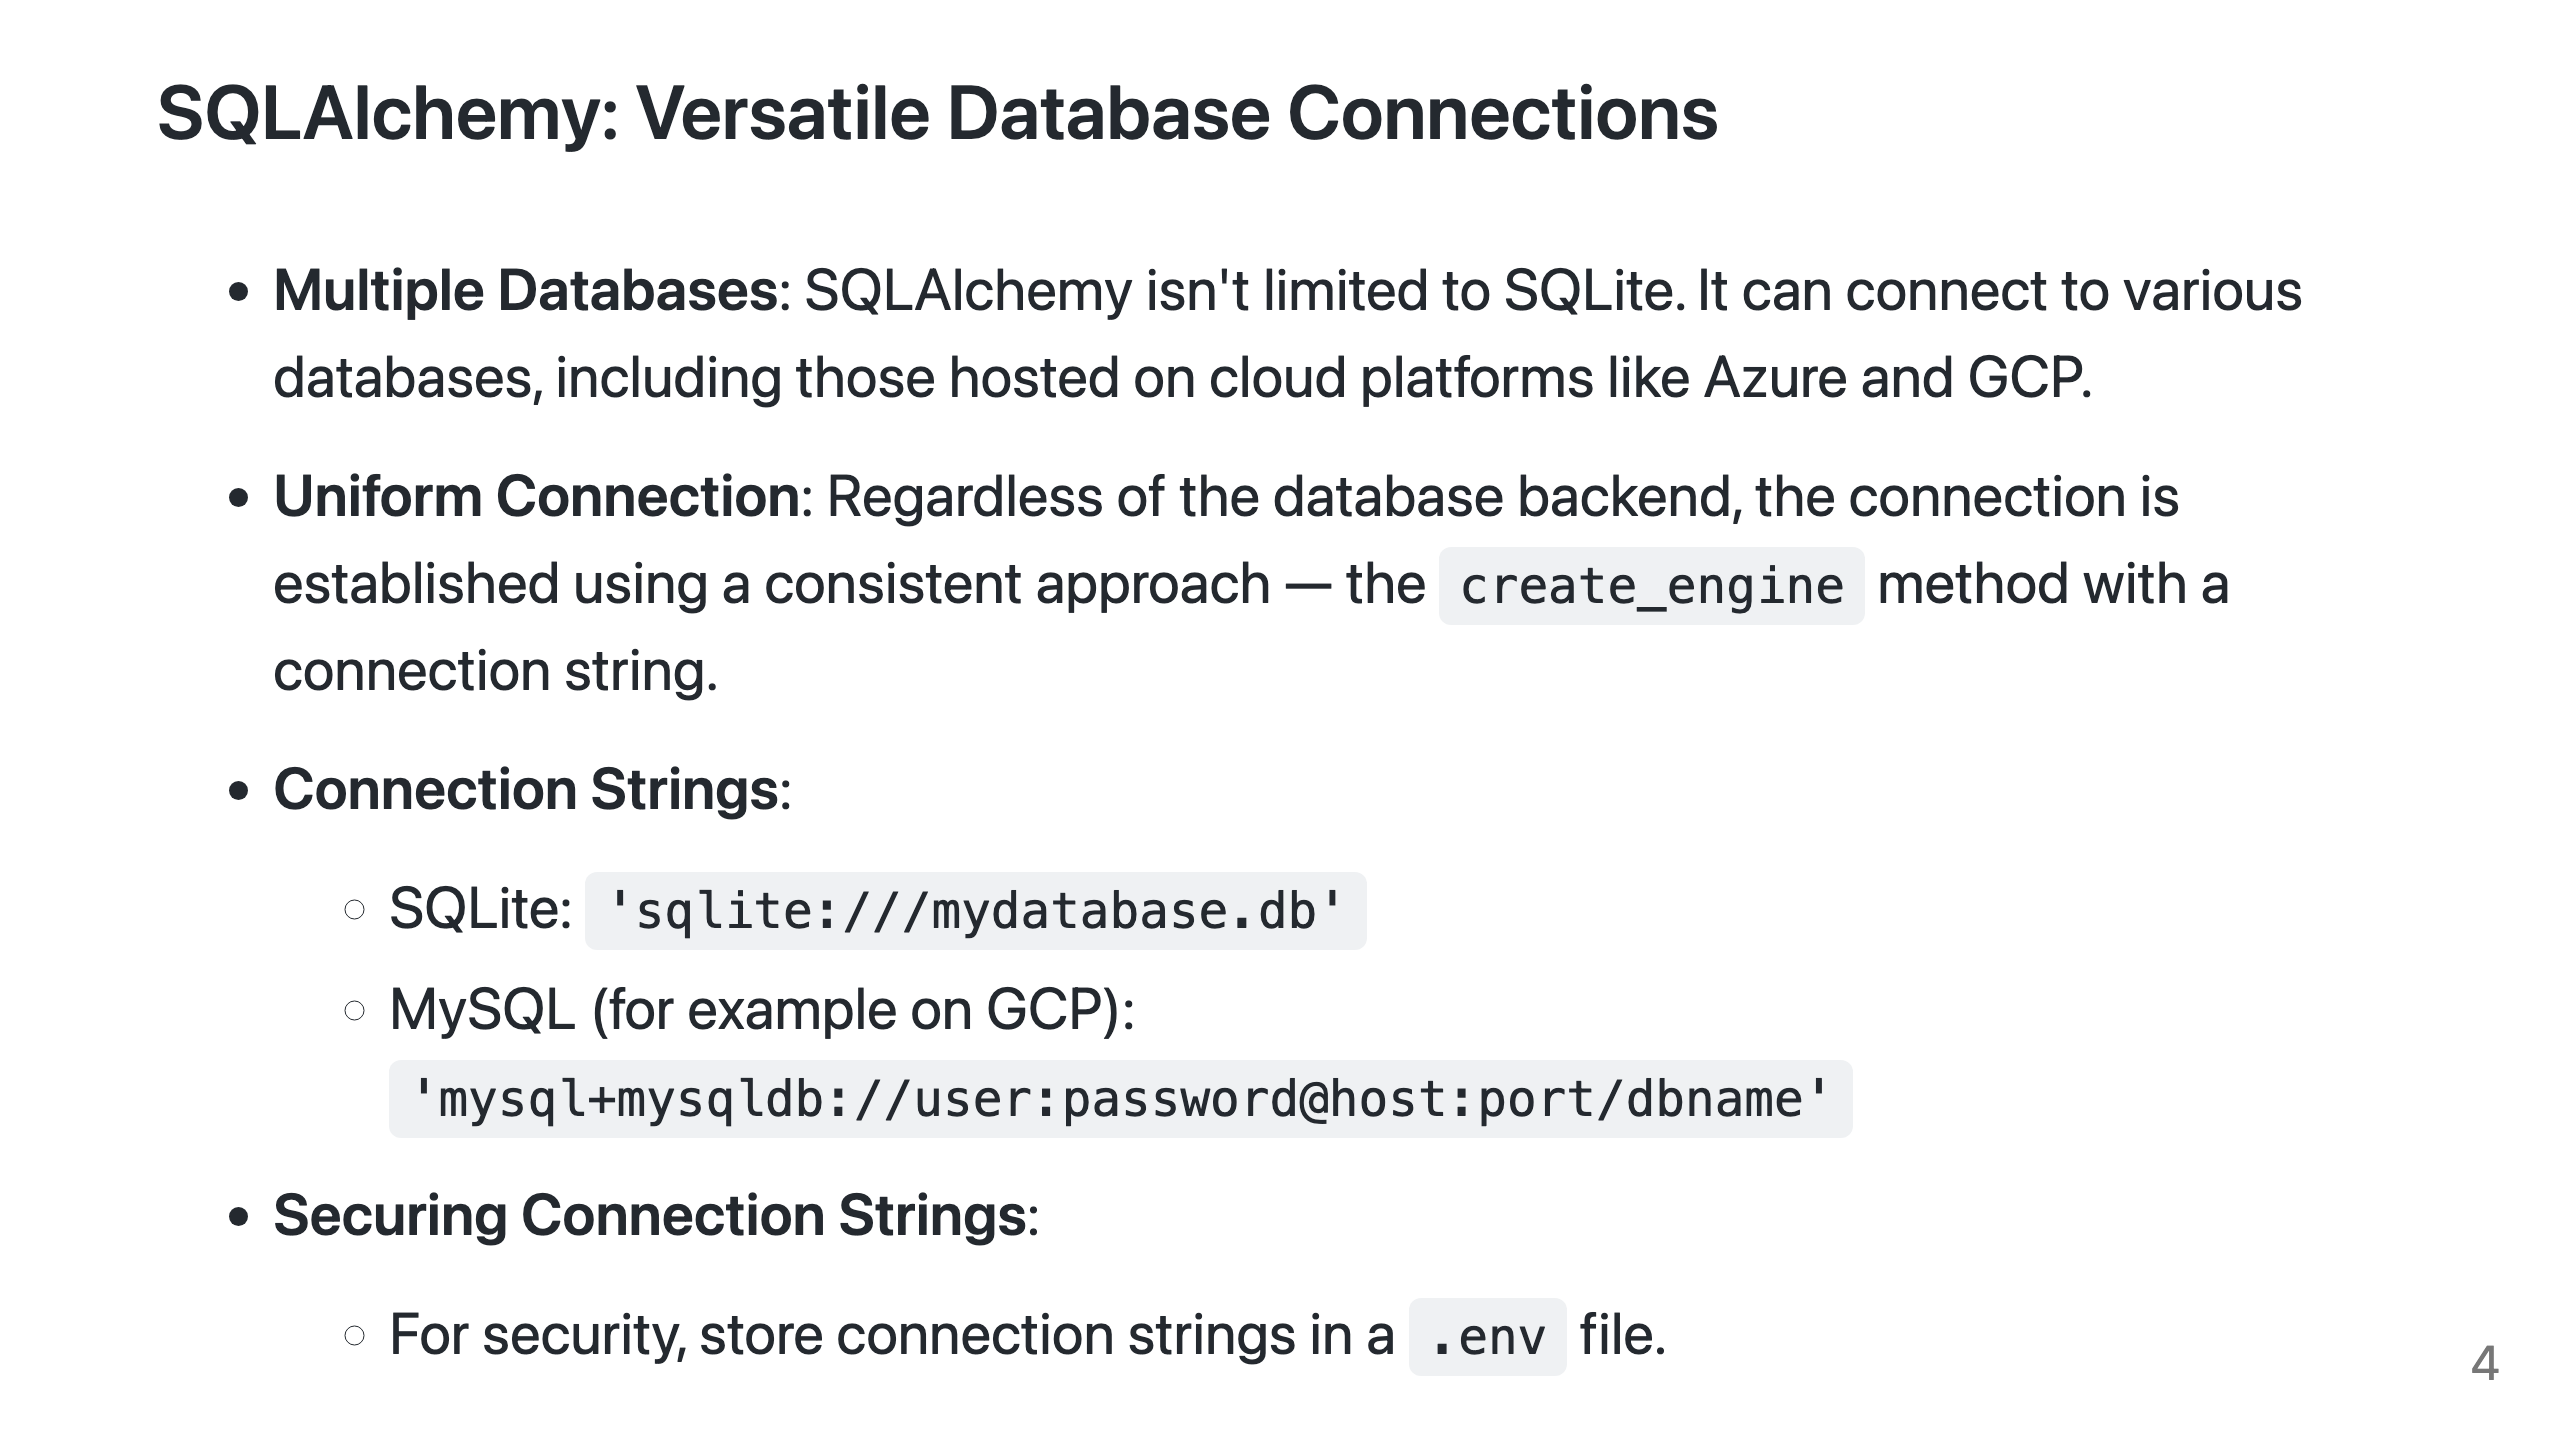 SQLAlchemy: Versatile Database Connections
• Multiple Databases: SQLAlchemy isn't limited to SQLite. It can connect to various
databases, including those hosted on cloud platforms like Azure and GCP.
• Uniform Connection: Regardless of the database backend, the connection is
established using a consistent approach — the create_engine method with a
connection string.
• Connection Strings:
○ SQLite: 'sqlite:///mydatabase.db'
○ MySQL (for example on GCP):
'mysql+mysqldb://user:password@host:port/dbname'
• Securing Connection Strings:
○ For security, store connection strings in a .env file.
4